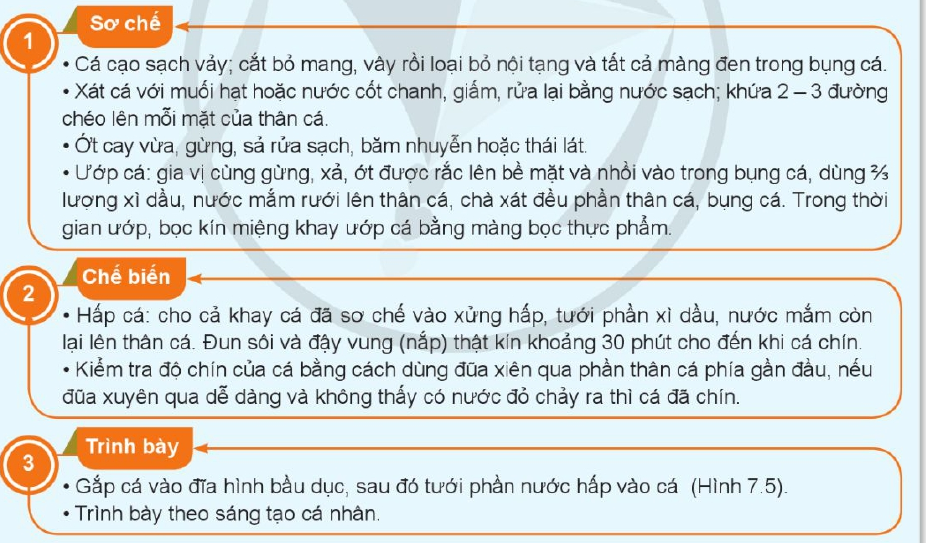 1
Sơ chế
• Cá cạo sạch vảy; cắt bỏ mang, vây rồi loại bỏ nội tạng và tất cả màng đen trong bụng cá.
• Xát cá với muối hạt hoặc nước cốt chanh, giấm, rửa lại bằng nước sạch; khứa 2 – 3 đường
chéo lên mỗi mặt của thân cá.
• Ớt cay vừa, gừng, sả rửa sạch, băm nhuyễn hoặc thái lát.
• Ướp cá: gia vị cùng gừng, xả, ớt được rắc lên bề mặt và nhồi vào trong bụng cá, dùng ⅔
lượng xì dầu, nước mắm rưới lên thân cá, chà xát đều phần thân cá, bụng cá. Trong thời
gian ướp, bọc kín miệng khay ướp cá bằng màng bọc thực phẩm.
2
Chế biến
• Hấp cá: cho cả khay cá đã sơ chế vào xửng hấp, tưới phần xì dầu, nước mắm còn
lại lên thân cá. Đun sôi và đậy vung (nắp) thật kín khoảng 30 phút cho đến khi cá chín.
• Kiểm tra độ chín của cá bằng cách dùng đũa xiên qua phần thân cá phía gần đầu, nếu
đũa xuyên qua dễ dàng và không thấy có nước đỏ chảy ra thì cá đã chín.
3
Trình bày
• Gắp cá vào đĩa hình bầu dục, sau đó tưới phần nước hấp vào cá (Hình 7.5).
• Trình bày theo sáng tạo cá nhân.